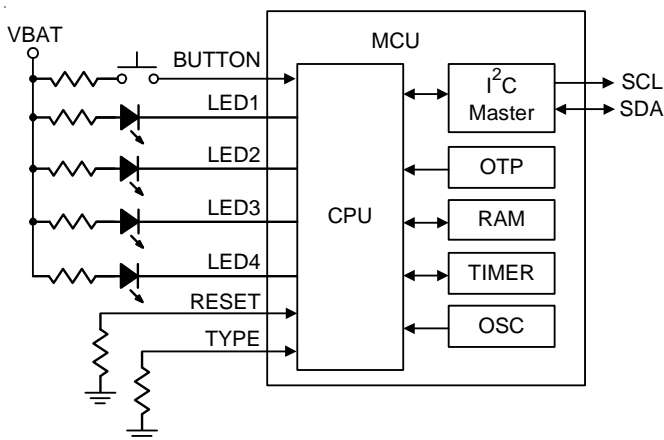 VBAT
MCU
BUTTON
LED1
LED2
LED3
LED4
RESET
TYPE
CPU
I²C
Master
SCL
SDA
OTP
RAM
TIMER
OSC